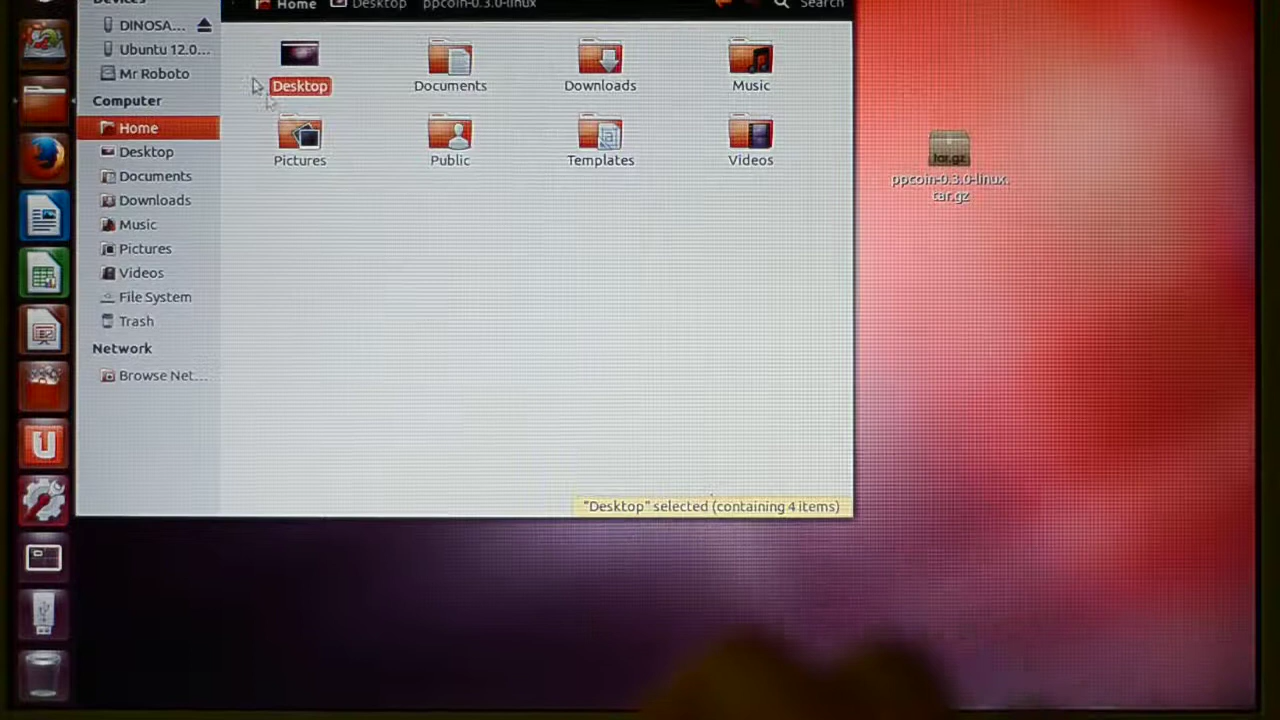 Devices
Home Desktop ppcoin-0.3.0-linux Search
DINOSA...
Ubuntu 12.0...
Mr Roboto
Computer
Home
Desktop
Documents
Downloads
Music
Pictures
Videos
File System
Trash
Network
Browse Net...
Desktop Documents Downloads Music
Pictures Public Templates Videos
"Desktop" selected (containing 4 items)
tar.gz
ppcoin-0.3.0-linux.
tar.gz